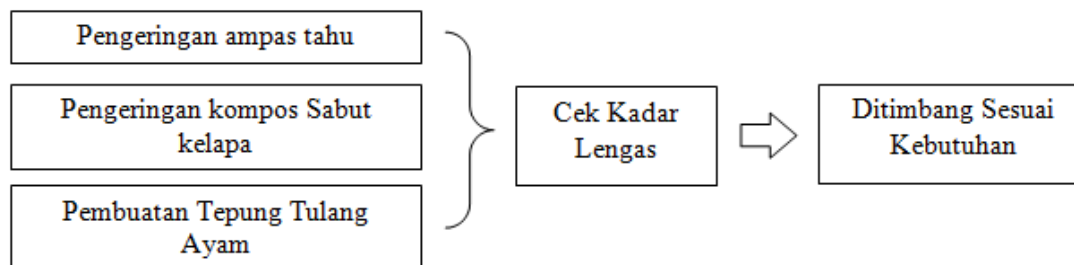 Pengeringan ampas tahu
Pengeringan kompos Sabut
kelapa
Pembuatan Tepung Tulang
Ayam
Cek Kadar
Lengas
Ditimbang Sesuai
Kebutuhan